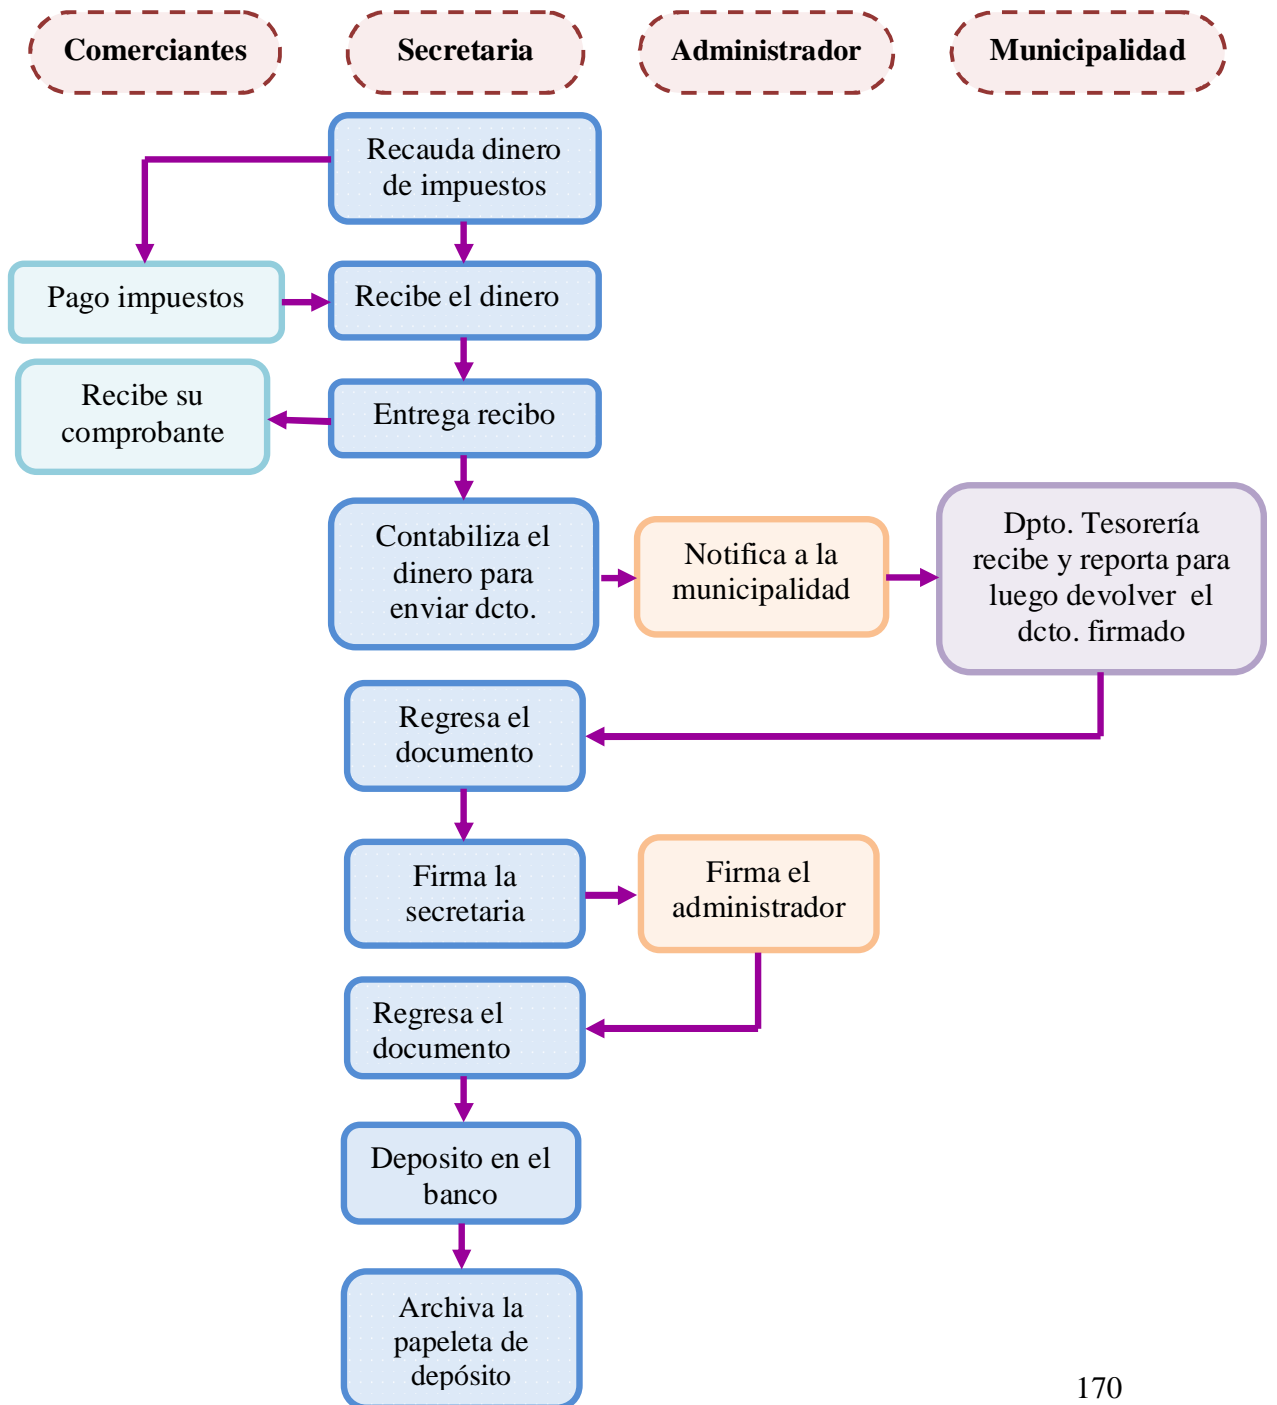 Comerciantes
Secretaria
Administrador
Municipalidad
Recauda dinero
de impuestos
Pago impuestos
Recibe el dinero
Recibe su
comprobante
Entrega recibo
Contabiliza el
dinero para
enviar dcto.
Notifica a la
municipalidad
Dpto. Tesorería
recibe y reporta para
luego devolver el
dcto. firmado
Regresa el
documento
Firma la
secretaria
Firma el
administrador
Regresa el
documento
Deposito en el
banco
Archiva la
papeleta de
depósito
170